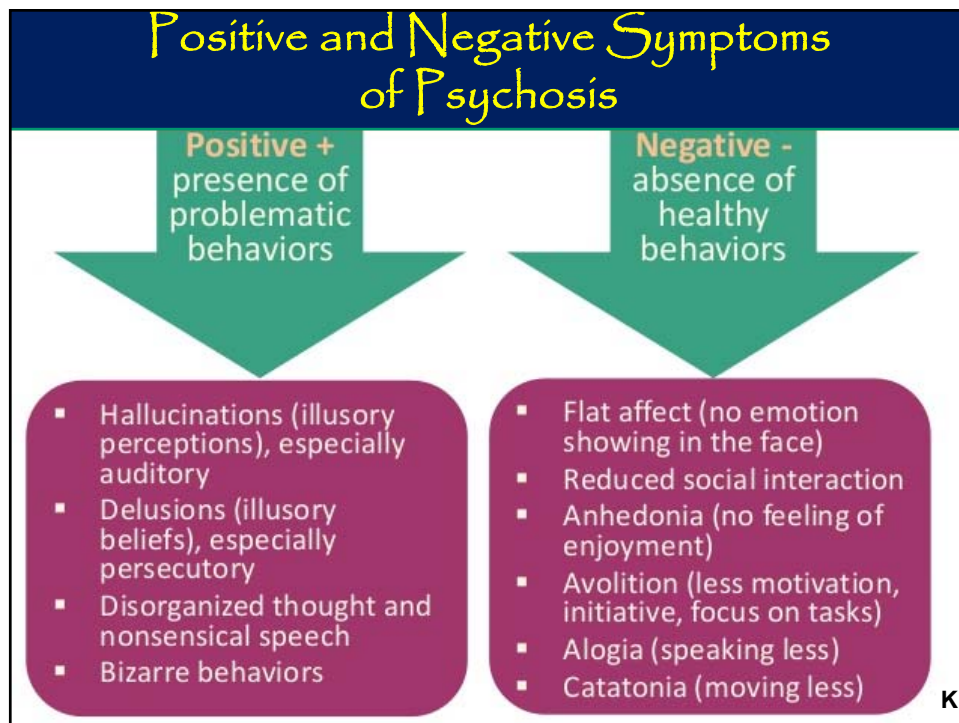 Positive and Negative Symptoms
of Psychosis
Positive +
presence of
problematic
behaviors
Negative -
absence of
healthy
behaviors
▪ Hallucinations (illusory
perceptions), especially
auditory
▪ Delusions (illusory
beliefs), especially
persecutory
▪ Disorganized thought and
nonsensical speech
▪ Bizarre behaviors
▪ Flat affect (no emotion
showing in the face)
▪ Reduced social interaction
▪ Anhedonia (no feeling of
enjoyment)
▪ Avolition (less motivation,
initiative, focus on tasks)
▪ Alogia (speaking less)
▪ Catatonia (moving less)
K